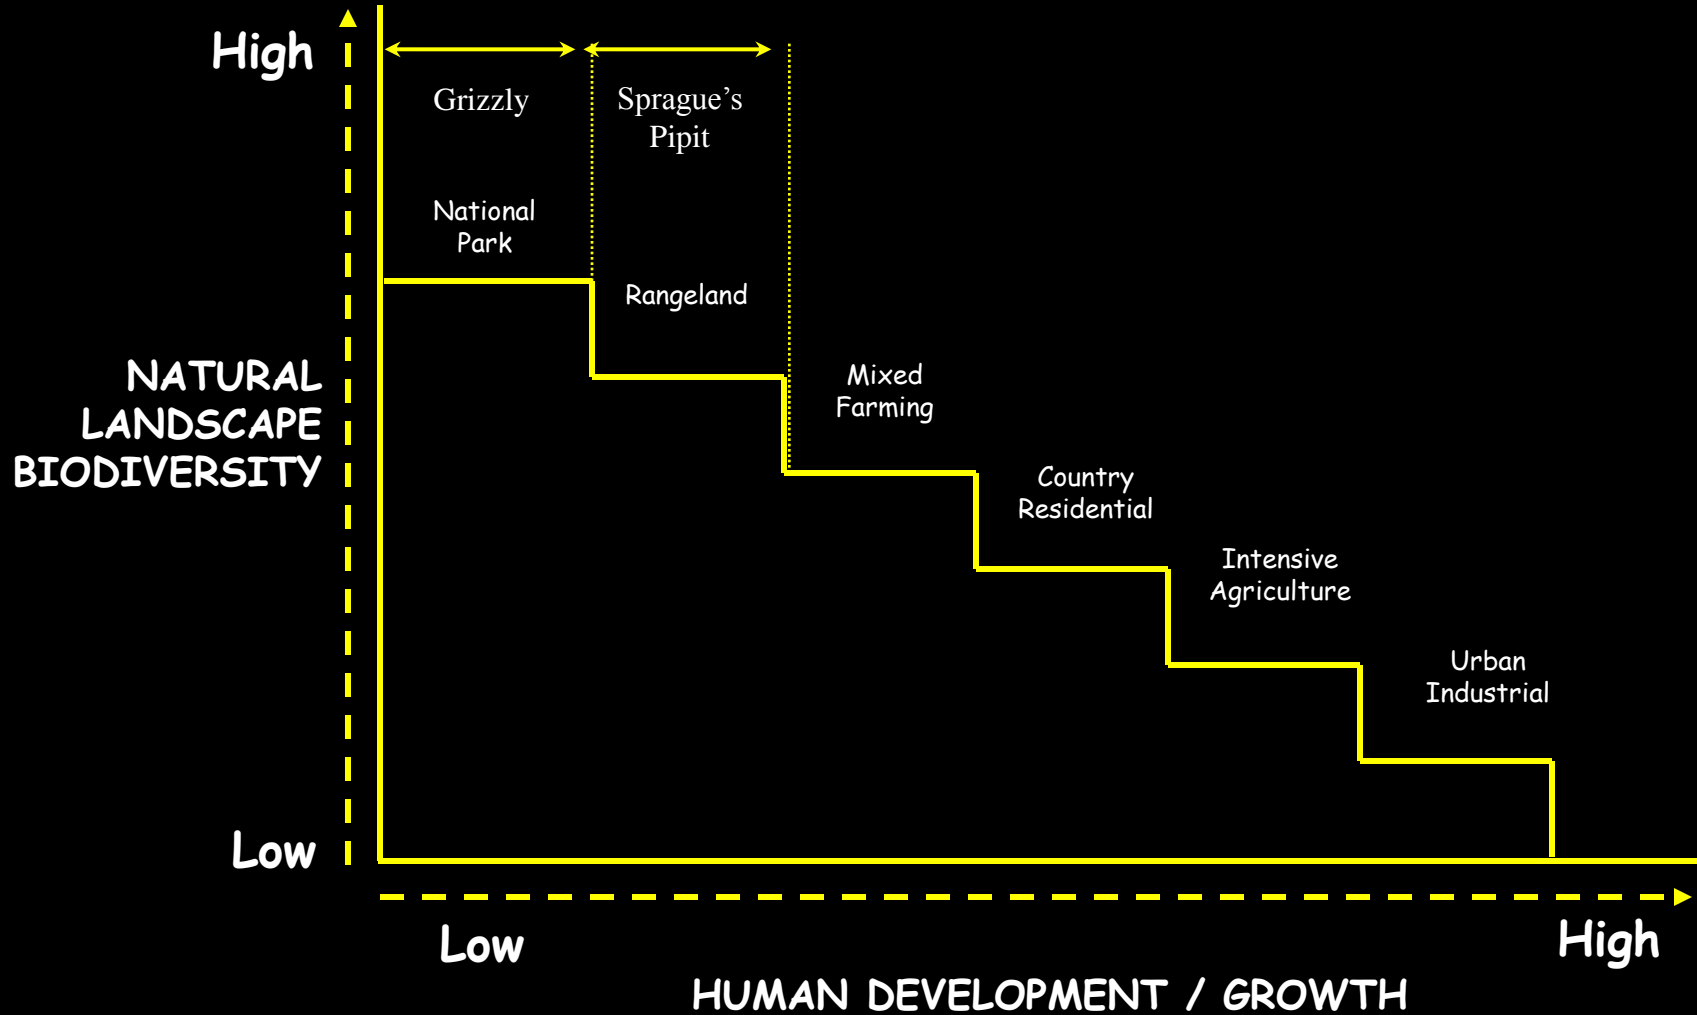 High
Grizzly
Sprague’s
Pipit
National
Park
Rangeland
NATURAL
LANDSCAPE
BIODIVERSITY
Mixed
Farming
Country
Residential
Intensive
Agriculture
Urban
Industrial
Low
Low
High
HUMAN DEVELOPMENT / GROWTH